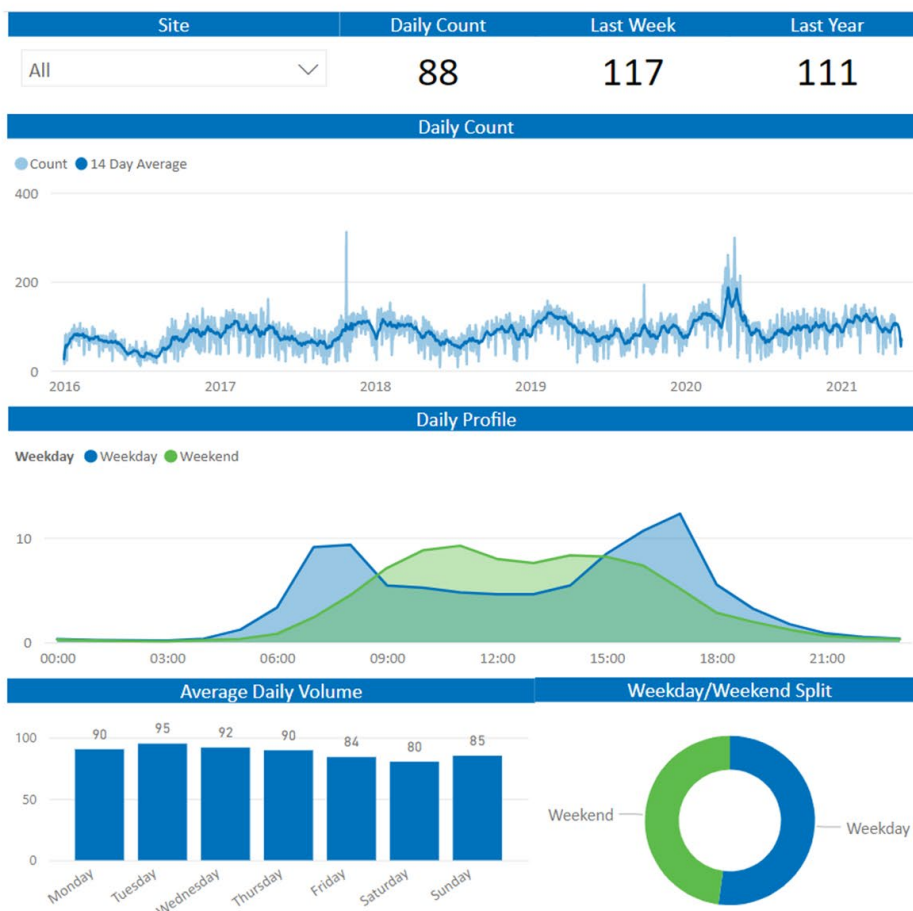 Site Daily Count Last Week Last Year
All 88 117 111
Daily Count
Count 14 Day Average
400
200
0
2016 2017 2018 2019 2020 2021
Daily Profile
Weekday Weekday Weekend
10
0
00:00 03:00 06:00 09:00 12:00 15:00 18:00 21:00
Average Daily Volume Weekday/Weekend Split
100
50
0
90 95 92 90 84 80 85
Monday Tuesday Wednesday Thursday Friday Saturday Sunday
Weekend
Weekday